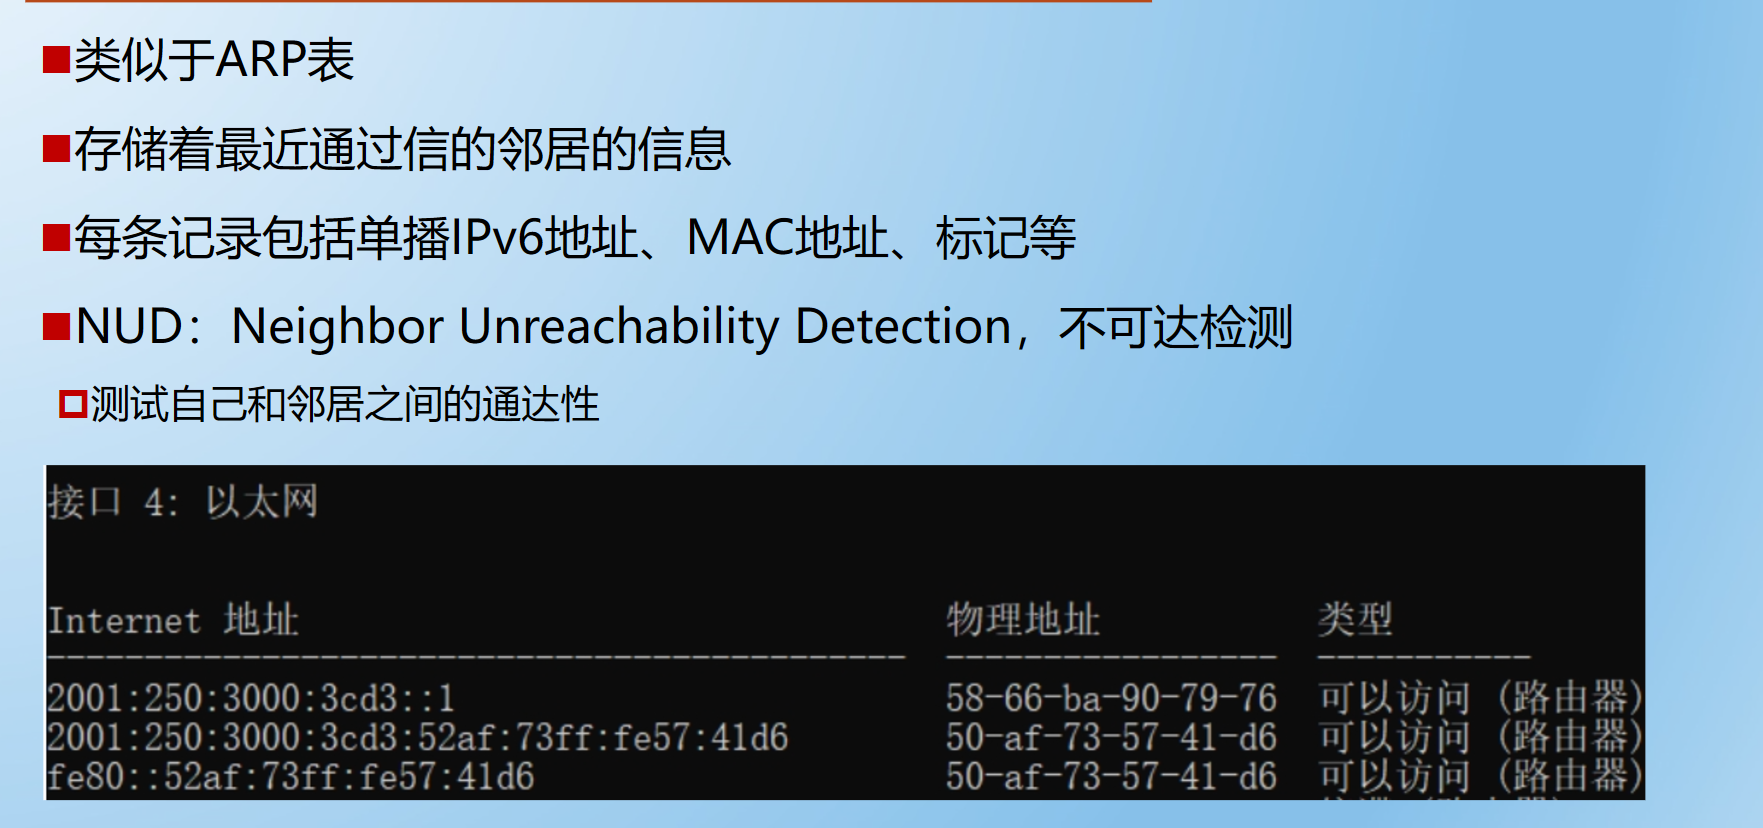 类似于ARP表
存储着最近通过信的邻居的信息
每条记录包括单播IPv6地址、MAC地址、标记等
NUD：Neighbor Unreachability Detection，不可达检测
测试自己和邻居之间的通达性
接口 4: 以太网
Internet 地址 物理地址 类型
-------------------------------------------- ----------------- -----------
2001:250:3000:3cd3::1 58-66-ba-90-79-76 可以访问 (路由器)
2001:250:3000:3cd3:52af:73ff:fe57:41d6 50-af-73-57-41-d6 可以访问 (路由器)
fe80::52af:73ff:fe57:41d6 50-af-73-57-41-d6 可以访问 (路由器)